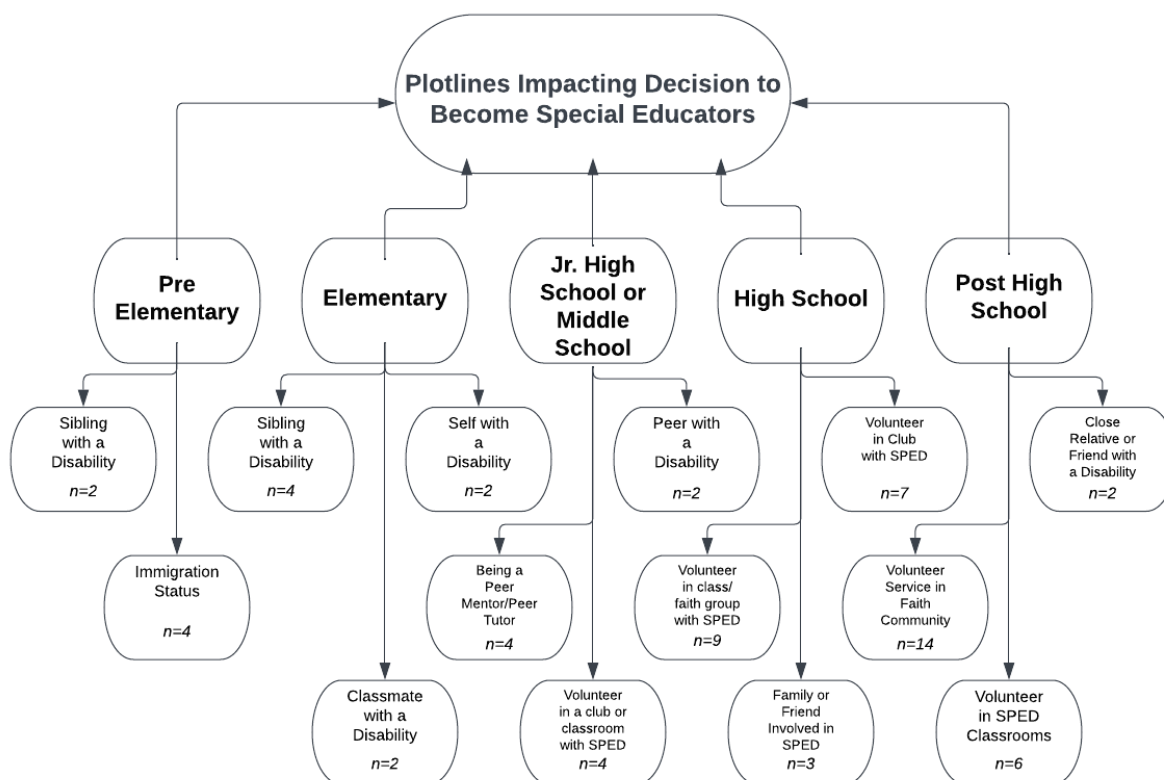 Plotlines Impacting Decision to
Become Special Educators
Pre
Elementary
Elementary
Jr. High
School or
Middle
School
High School
Post High
School
Sibling
with a
Disability
n=2
Sibling
with a
Disability
n=4
Self with
a
Disability
n=2
Peer with
a
Disability
n=2
Volunteer
in Club
with SPED
n=7
Close
Relative or
Friend with
a Disability
n=2
Immigration
Status
n=4
Being a
Peer
Mentor/Peer
Tutor
n=4
Volunteer
in class/
faith group
with SPED
n=9
Volunteer
Service in
Faith
Community
n=14
Classmate
with a
Disability
n=2
Volunteer
in a club or
classroom
with SPED
n=4
Family or
Friend
Involved in
SPED
n=3
Volunteer
in SPED
Classrooms
n=6